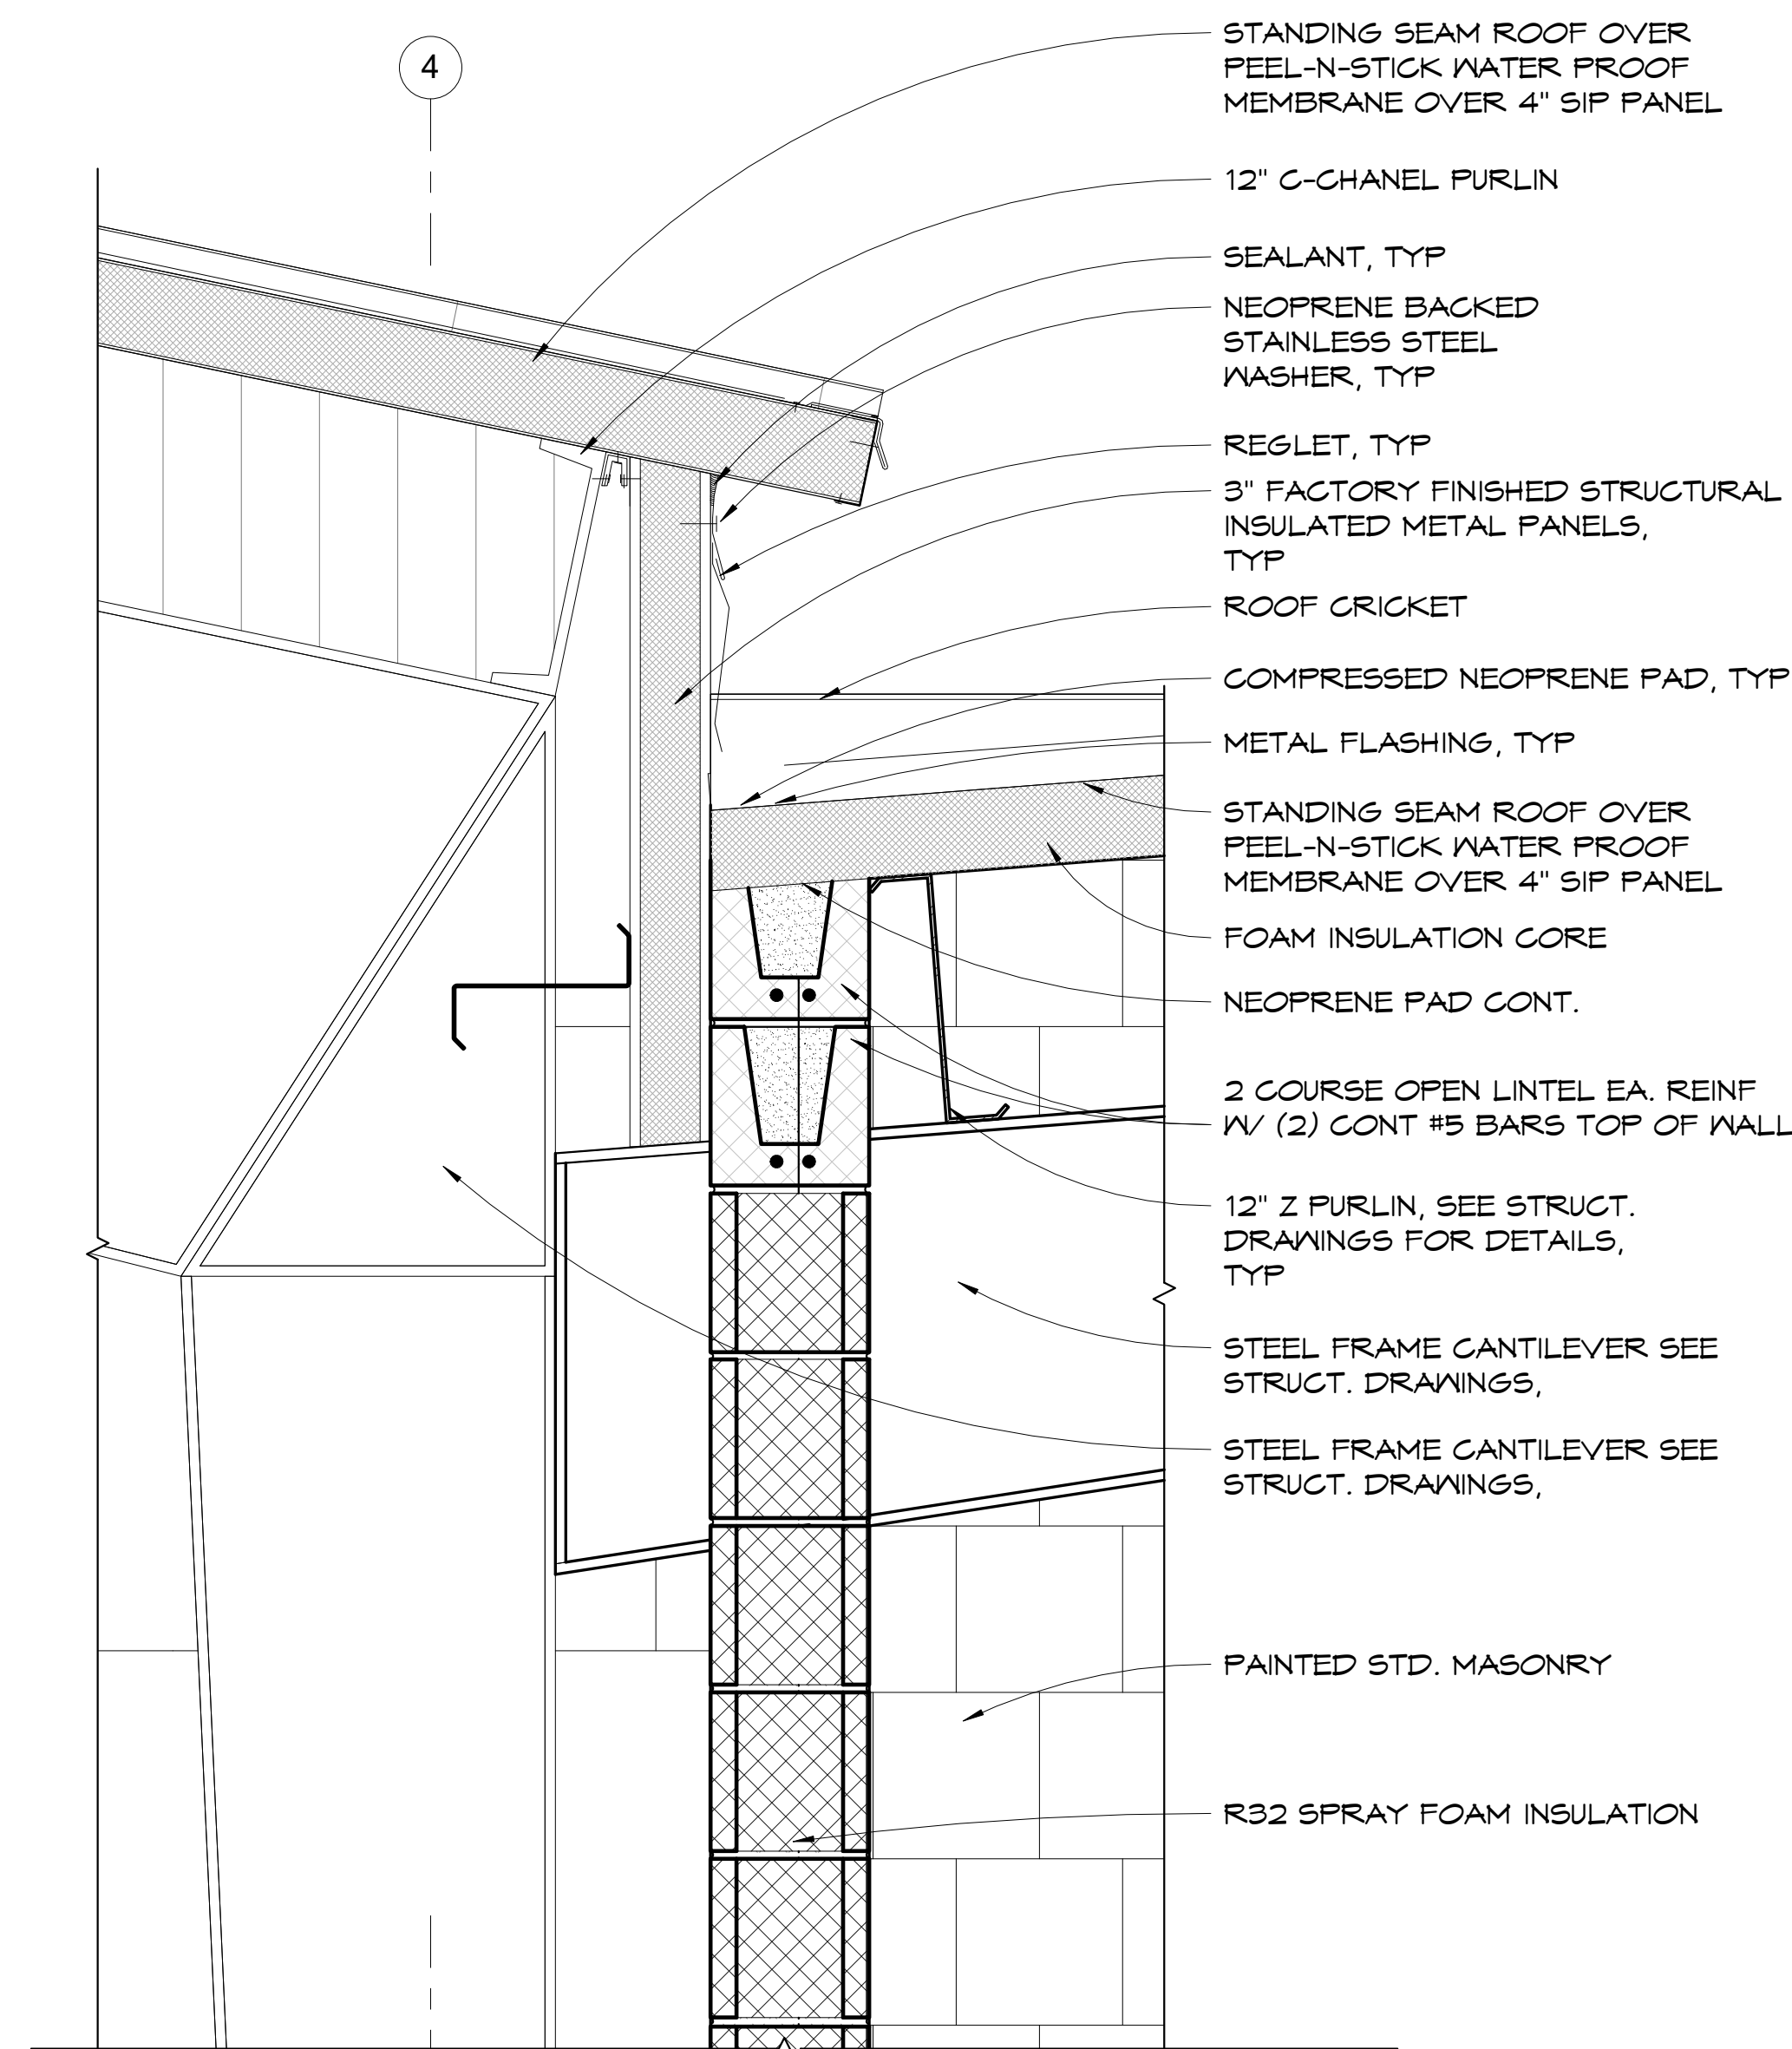 4
STANDING SEAM ROOF OVER
PEEL-N-STICK WATER PROOF
MEMBRANE OVER 4" SIP PANEL
12" C-CHANEL PURLIN
SEALANT, TYP
NEOPRENE BACKED
STAINLESS STEEL
WASHER, TYP
REGLET, TYP
3" FACTORY FINISHED STRUCTURAL
INSULATED METAL PANELS,
TYP
ROOF CRICKET
COMPRESSED NEOPRENE PAD, TYP
METAL FLASHING, TYP
STANDING SEAM ROOF OVER
PEEL-N-STICK WATER PROOF
MEMBRANE OVER 4" SIP PANEL
FOAM INSULATION CORE
NEOPRENE PAD CONT.
2 COURSE OPEN LINTEL EA. REINF
W/ (2) CONT #5 BARS TOP OF WALL
12" Z PURLIN, SEE STRUCT.
DRAWINGS FOR DETAILS,
TYP
STEEL FRAME CANTILEVER SEE
STRUCT. DRAWINGS,
STEEL FRAME CANTILEVER SEE
STRUCT. DRAWINGS,
PAINTED STD. MASONRY
R32 SPRAY FOAM INSULATION